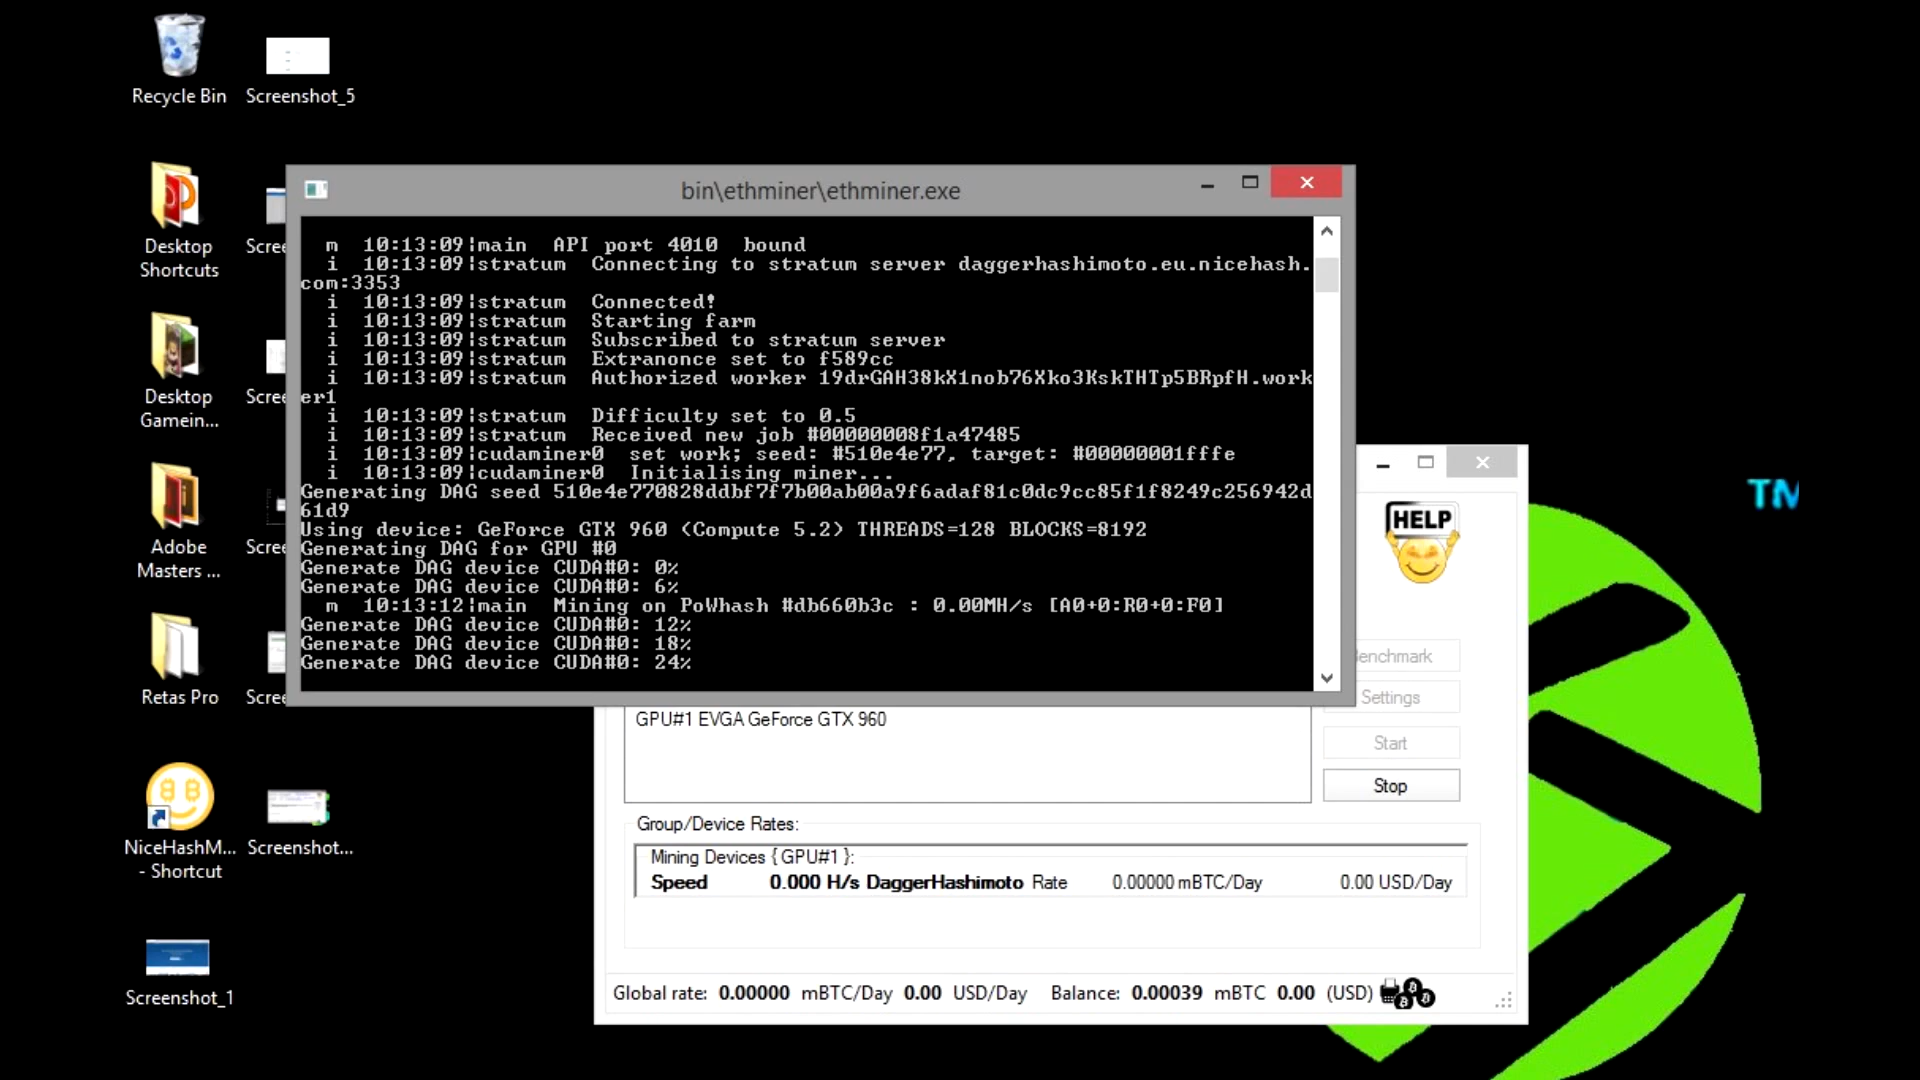 Recycle Bin
Screenshot_5
Desktop
Shortcuts
Scree
Desktop
Gamein...
Scree
Adobe
Masters ...
Scree
Retas Pro
Scree
NiceHashM...
- Shortcut
Screenshot...
Screenshot_1
bin\ethminer\ethminer.exe
m 10:13:09|main API port 4010 bound
i 10:13:09|stratum Connecting to stratum server daggerhashimoto.eu.nicehash.
com:3353
i 10:13:09|stratum Connected!
i 10:13:09|stratum Starting farm
i 10:13:09|stratum Subscribed to stratum server
i 10:13:09|stratum Extranonce set to f589cc
i 10:13:09|stratum Authorized worker 19drGAH38kX1nob76Xko3KskTHTp5BRpfH.work
er1
i 10:13:09|stratum Difficulty set to 0.5
i 10:13:09|stratum Received new job #00000008f1a47485
i 10:13:09|cudaminer0 set work; seed: #510e4e77, target: #00000001fffe
i 10:13:09|cudaminer0 Initialising miner...
Generating DAG seed 510e4e770828ddbf7f7b00ab00a9f6adaf81c0dc9cc85f1f8249c256942d
61d9
Using device: GeForce GTX 960 (Compute 5.2) THREADS=128 BLOCKS=8192
Generating DAG for GPU #0
Generate DAG device CUDA#0: 0%
Generate DAG device CUDA#0: 6%
m 10:13:12|main Mining on PoWhash #db660b3c : 0.00MH/s [A0+0:R0+0:F0]
Generate DAG device CUDA#0: 12%
Generate DAG device CUDA#0: 18%
Generate DAG device CUDA#0: 24%
HELP
Benchmark
Settings
Start
Stop
GPU#1 EVGA GeForce GTX 960
Group/Device Rates:
Mining Devices { GPU#1 }:
Speed 0.000 H/s DaggerHashimoto Rate 0.00000 mBTC/Day 0.00 USD/Day
Global rate: 0.00000 mBTC/Day 0.00 USD/Day Balance: 0.00039 mBTC 0.00 (USD)
TM